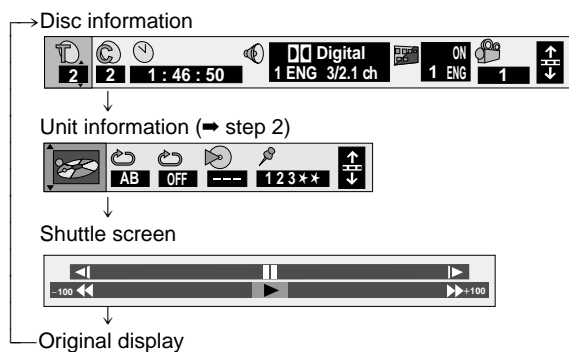 Disc information
T C DD Digital ON
2 2 1 : 46 : 50 1 ENG 3/2.1 ch 1 ENG 1
Unit information (➡ step 2)
AB OFF --- 1 2 3 ✶ ✶
Shuttle screen
–100 +100
Original display